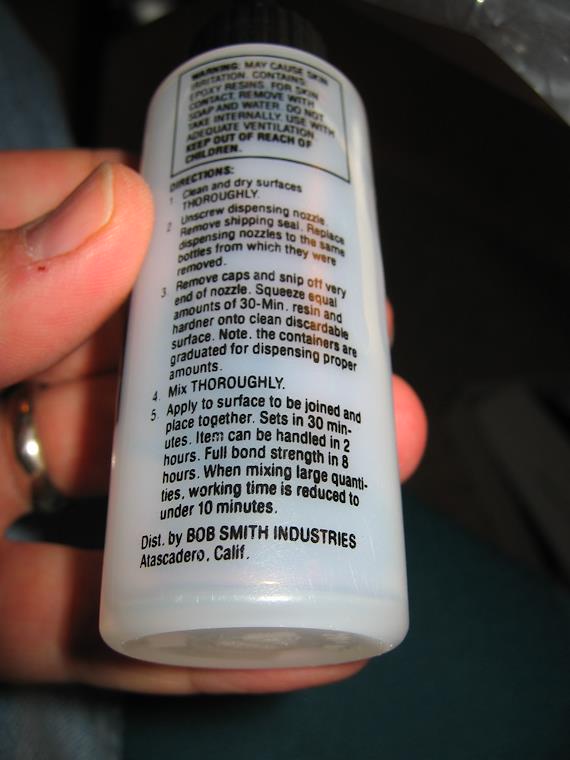 WARNING: MAY CAUSE SKIN
IRRITATION. CONTAINS
EPOXY RESINS. FOR SKIN
CONTACT, REMOVE WITH
SOAP AND WATER. DO NOT
TAKE INTERNALLY. USE WITH
ADEQUATE VENTILATION
KEEP OUT OF REACH OF
CHILDREN.
DIRECTIONS:
1 Clean and dry surfaces
THOROUGHLY.
2 Unscrew dispensing nozzle.
Remove shipping seal. Replace
dispensing nozzles to the same
bottles from which they were
removed.
3 Remove caps and snip off very
end of nozzle. Squeeze equal
amounts of 30-Min. resin and
hardner onto clean discardable
surface. Note. the containers are
graduated for dispensing proper
amounts.
4. Mix THOROUGHLY.
5. Apply to surface to be joined and
place together. Sets in 30 min-
utes. Item can be handled in 2
hours. Full bond strength in 8
hours. When mixing large quanti-
ties, working time is reduced to
under 10 minutes.
Dist. by BOB SMITH INDUSTRIES
Atascadero, Calif.